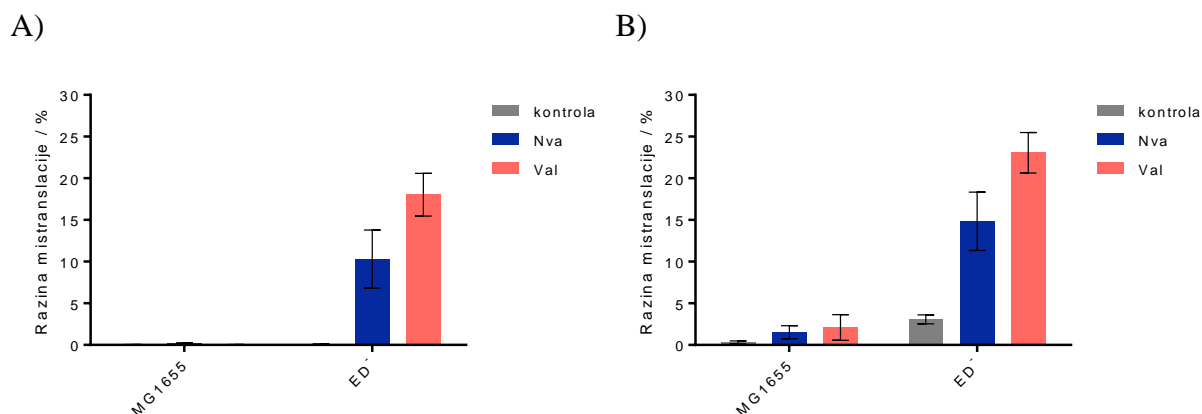 A)
B)
Razina mistranslacije / %
30
25
20
15
10
5
0
MG1655
ED-
kontrola
Nva
Val
Razina mistranslacije / %
30
25
20
15
10
5
0
MG1655
ED-
kontrola
Nva
Val